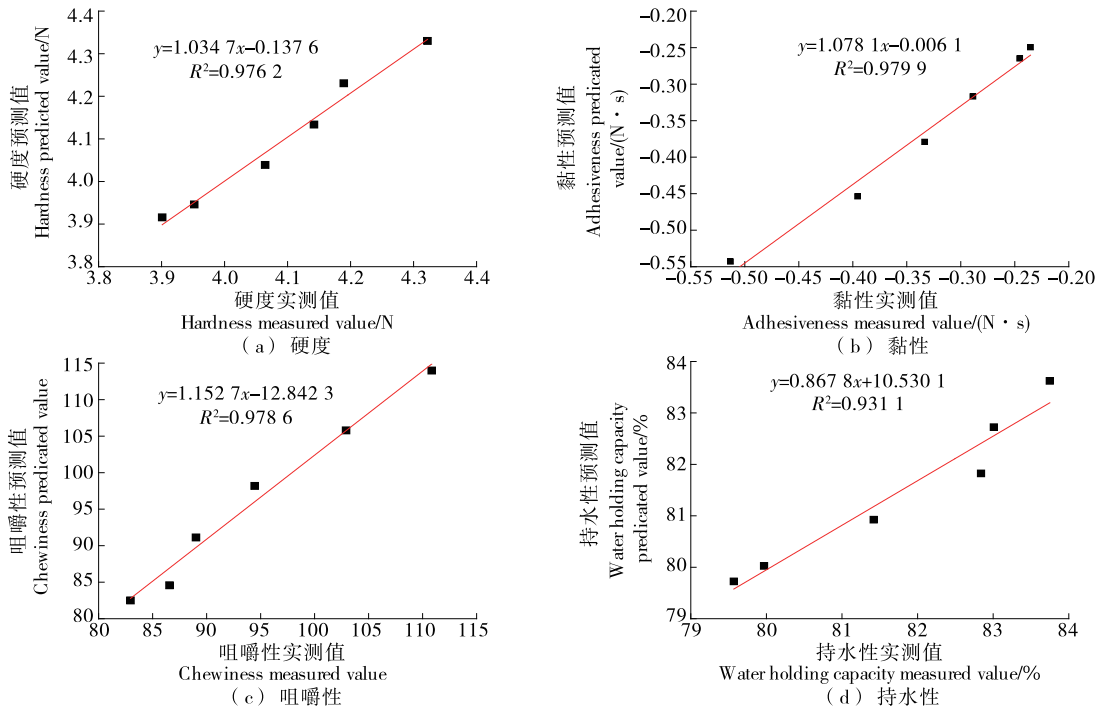 4.4
4.3
4.2
4.1
4.0
3.9
3.8
硬度预测值
Hardness predicted value/N
y=1.034 7x−0.137 6
R²=0.976 2
3.8 3.9 4.0 4.1 4.2 4.3 4.4
硬度实测值
Hardness measured value/N
(a) 硬度
−0.20
−0.25
−0.30
−0.35
−0.40
−0.45
−0.50
−0.55
黏性预测值
Adhesiveness predicated
value/(N·s)
y=1.078 1x−0.006 1
R²=0.979 9
−0.55 −0.50 −0.45 −0.40 −0.35 −0.30 −0.25 −0.20
黏性实测值
Adhesiveness measured value/(N·s)
(b) 黏性
115
110
105
100
95
90
85
80
咀嚼性预测值
Chewiness predicated value
y=1.152 7x−12.842 3
R²=0.978 6
80 85 90 95 100 105 110 115
咀嚼性实测值
Chewiness measured value
(c) 咀嚼性
84
83
82
81
80
79
持水性预测值
Water holding capacity
predicated value/%
y=0.867 8x+10.530 1
R²=0.931 1
79 80 81 82 83 84
持水性实测值
Water holding capacity measured value/%
(d) 持水性